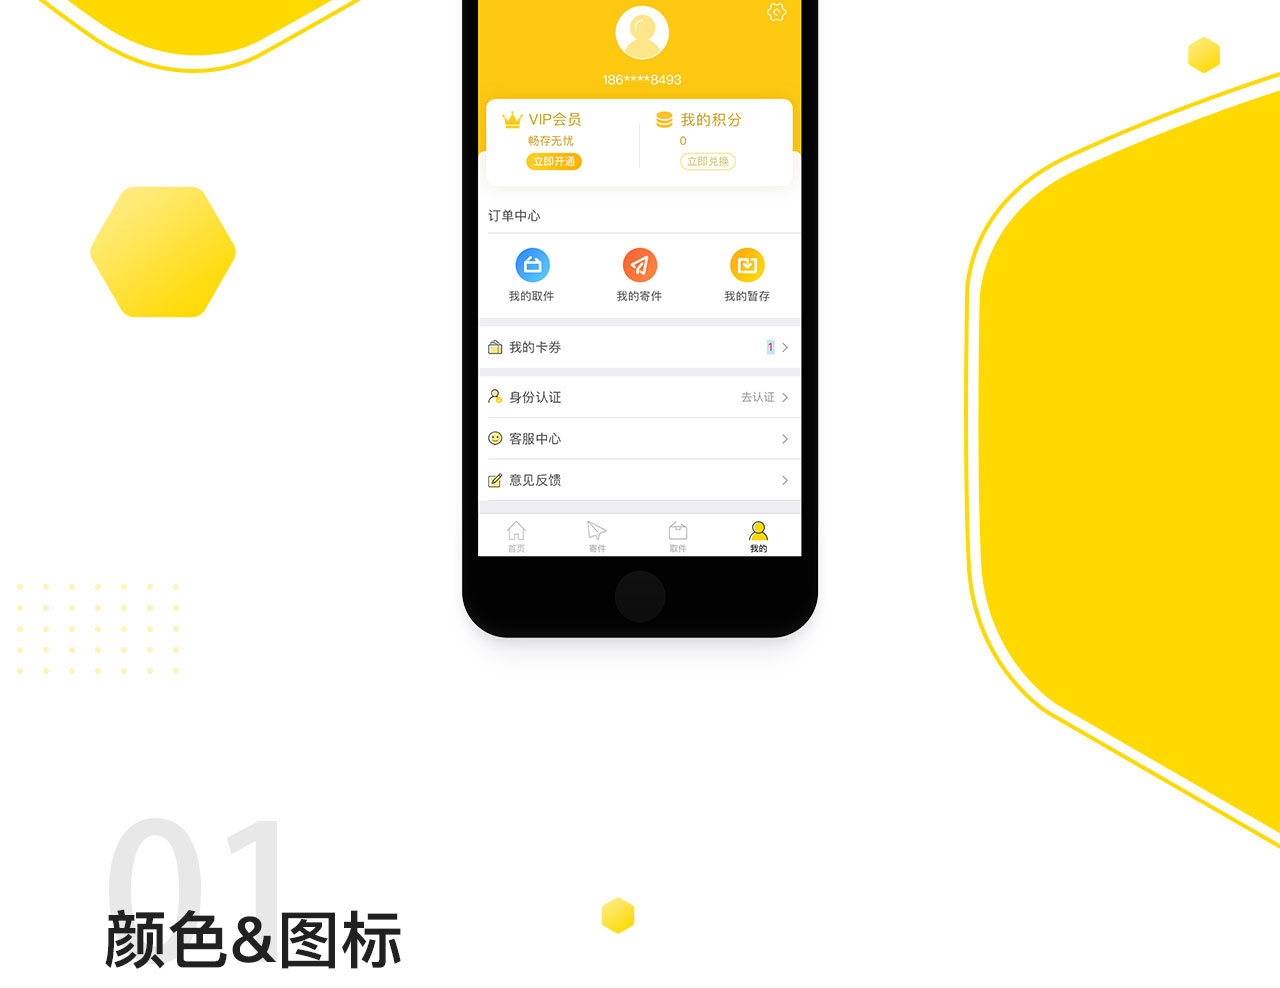 186****8493
VIP会员
畅存无忧
立即开通
我的积分
0
立即兑换
订单中心
我的取件
我的寄件
我的暂存
我的卡券
1
身份认证
去认证
客服中心
意见反馈
首页
寄件
取件
我的
01
颜色&图标